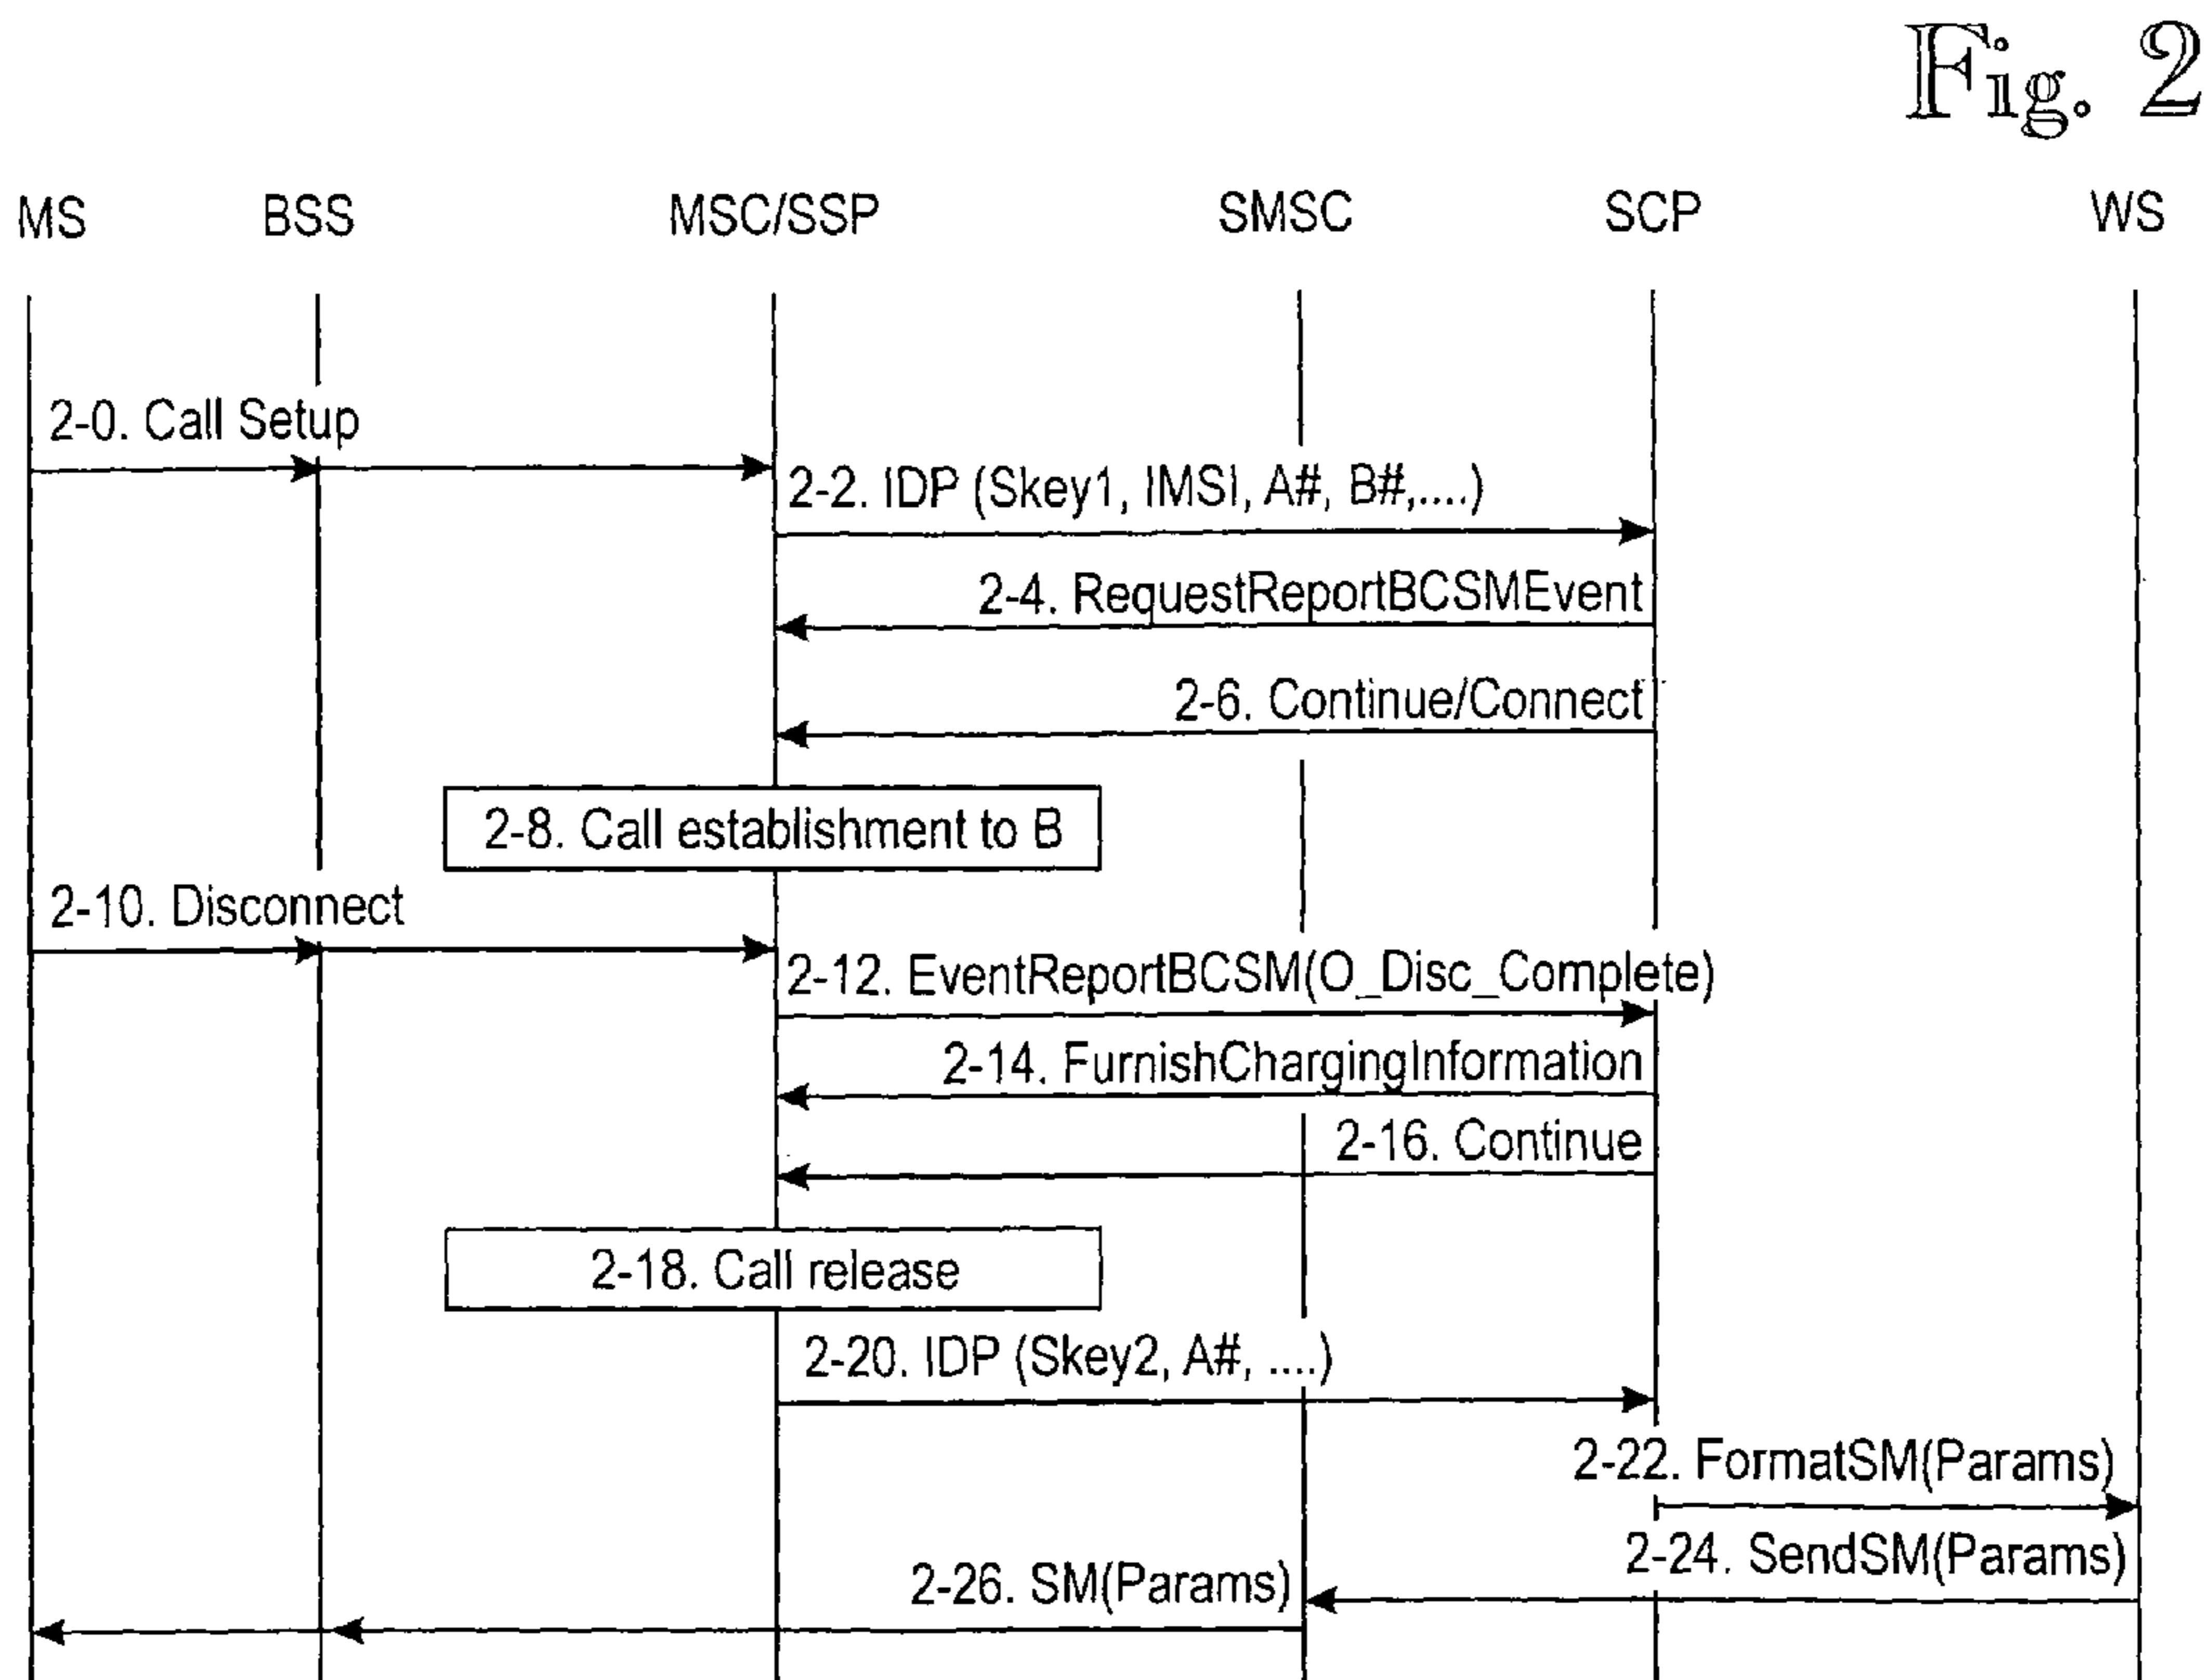 Fig. 2
MS BSS MSC/SSP SMSC SCP WS
2-0. Call Setup
2-2. IDP (Skey1, IMSI, A#, B#,....)
2-4. RequestReportBCSMEvent
2-6. Continue/Connect
2-8. Call establishment to B
2-10. Disconnect
2-12. EventReportBCSM(O_Disc_Complete)
2-14. FurnishChargingInformation
2-16. Continue
2-18. Call release
2-20. IDP (Skey2, A#, ....)
2-22. FormatSM(Params)
2-24. SendSM(Params)
2-26. SM(Params)